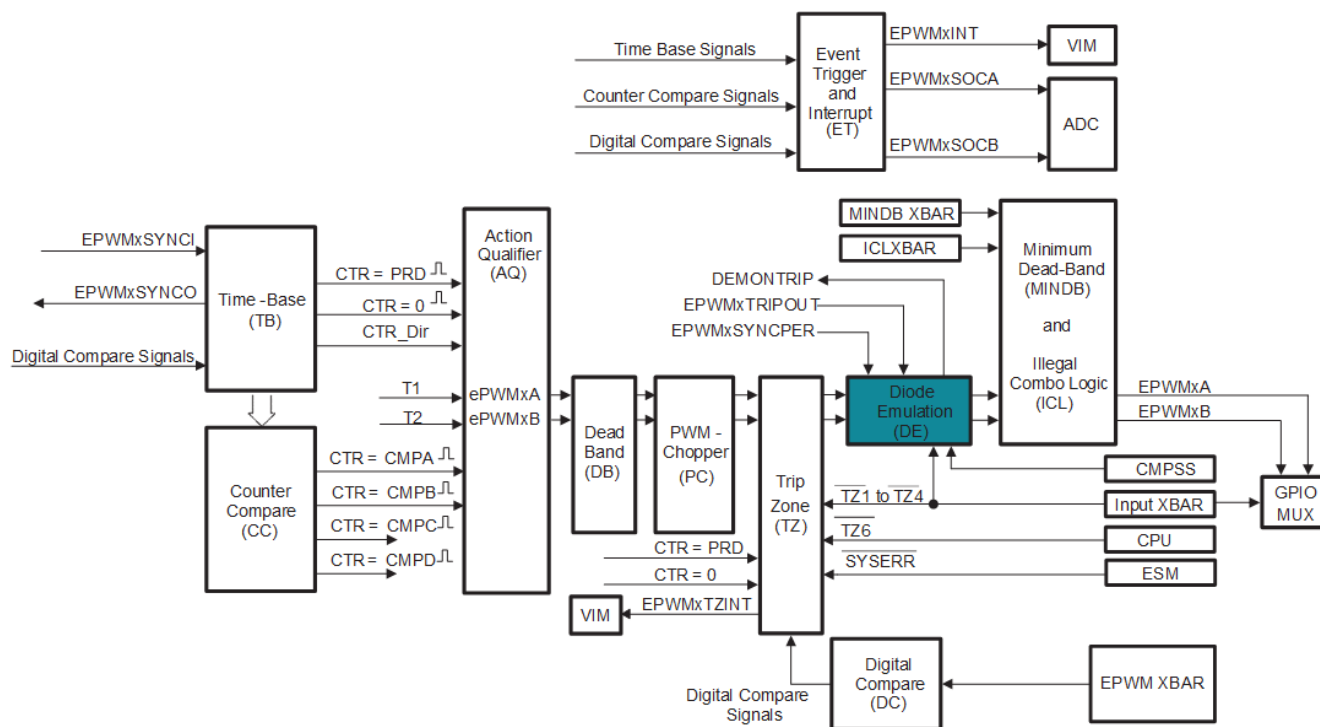 Time Base Signals
Counter Compare Signals
Digital Compare Signals
Event
Trigger
and
Interrupt
(ET)
EPWMxINT
EPWMxSOCA
EPWMxSOCB
VIM
ADC
EPWMxSYNCI
EPWMxSYNCO
Digital Compare Signals
Time -Base
(TB)
CTR = PRD
CTR = 0
CTR_Dir
T1
T2
Counter
Compare
(CC)
CTR = CMPA
CTR = CMPB
CTR = CMPC
CTR = CMPD
Action
Qualifier
(AQ)
ePWMxA
ePWMxB
Dead
Band
(DB)
PWM -
Chopper
(PC)
CTR = PRD
CTR = 0
VIM
EPWMxTZINT
Trip
Zone
(TZ)
DEMONTRIP
EPWMxTRIPOUT
EPWMxSYNCPER
Diode
Emulation
(DE)
MINDB XBAR
ICLXBAR
Minimum
Dead-Band
(MINDB)
and
Illegal
Combo Logic
(ICL)
EPWMxA
EPWMxB
TZ1 to TZ4
TZ6
SYSERR
CMPSS
Input XBAR
CPU
ESM
GPIO
MUX
Digital Compare
Signals
Digital
Compare
(DC)
EPWM XBAR